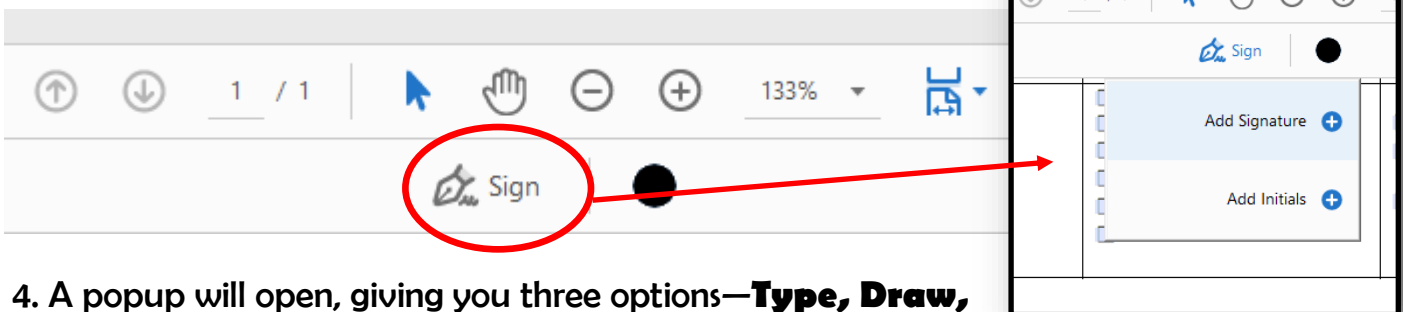 1 / 1
133%
Sign
Sign
Add Signature
Add Initials
4. A popup will open, giving you three options—Type, Draw,